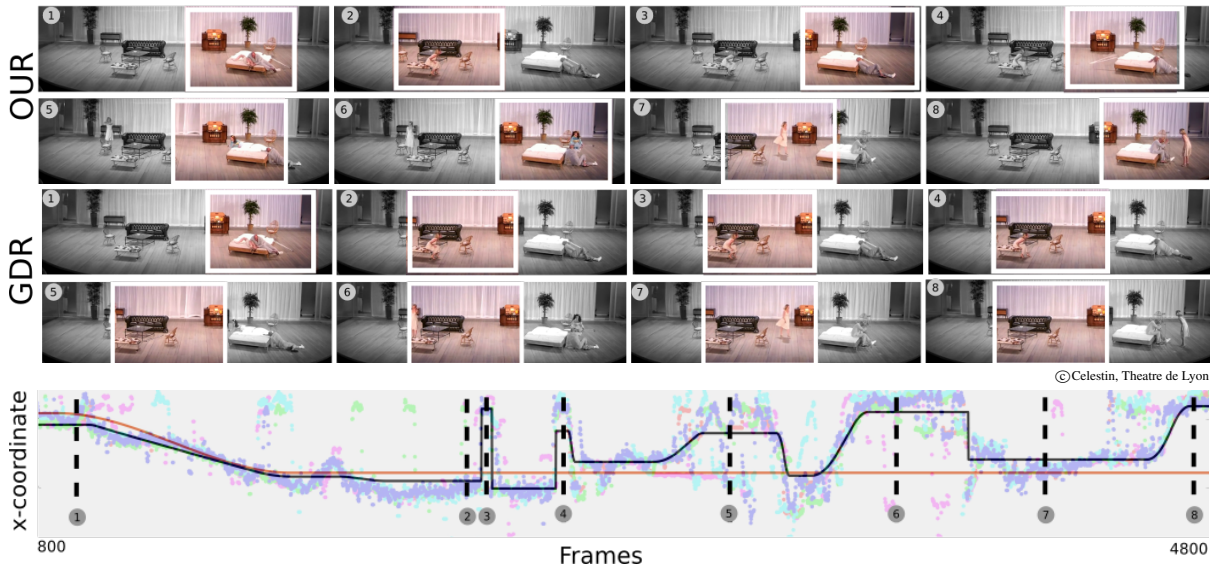 OUR
1 2 3 4
5 6 7 8
GDR
1 2 3 4
5 6 7 8
©Celestin, Theatre de Lyon
x-coordinate
1 2 3 4 5 6 7 8
800 Frames 4800